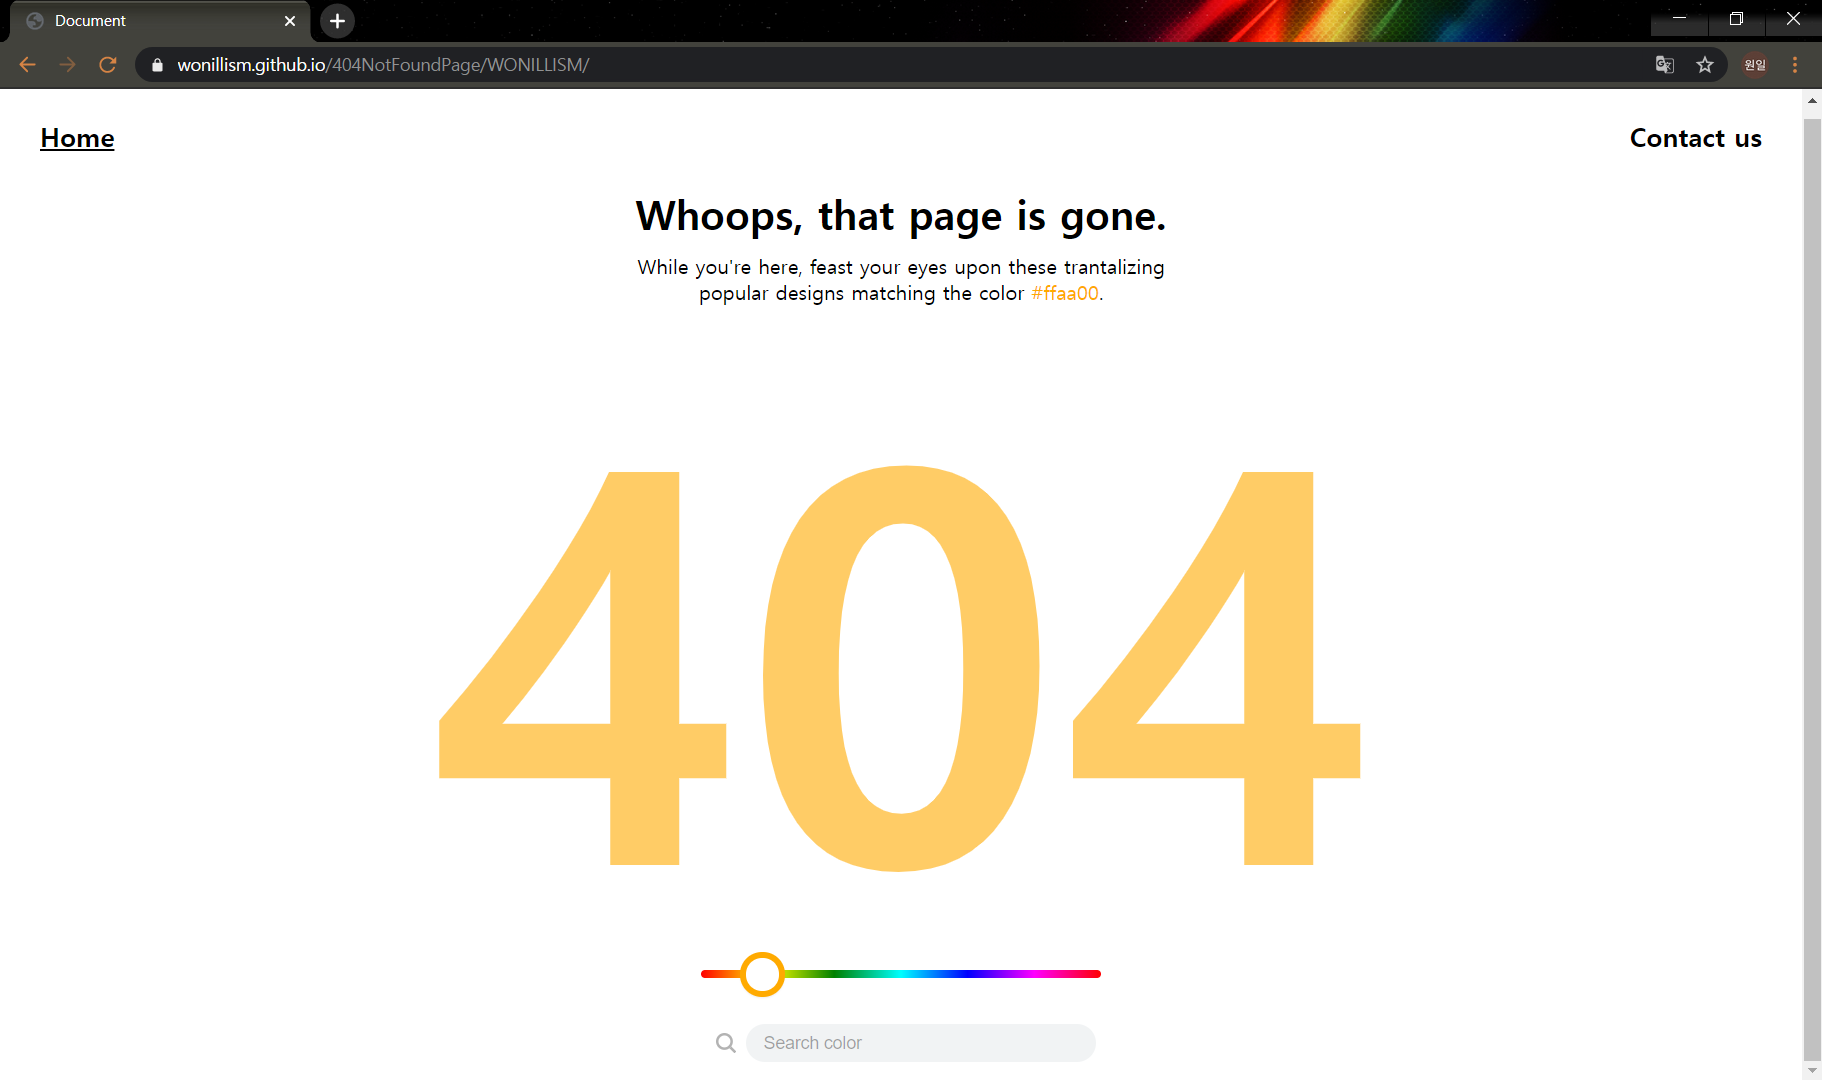 Document
wonillism.github.io/404NotFoundPage/WONILLISM/
원일
Home
Contact us
Whoops, that page is gone.
While you're here, feast your eyes upon these trantalizing
popular designs matching the color #ffaa00.
404
Search color